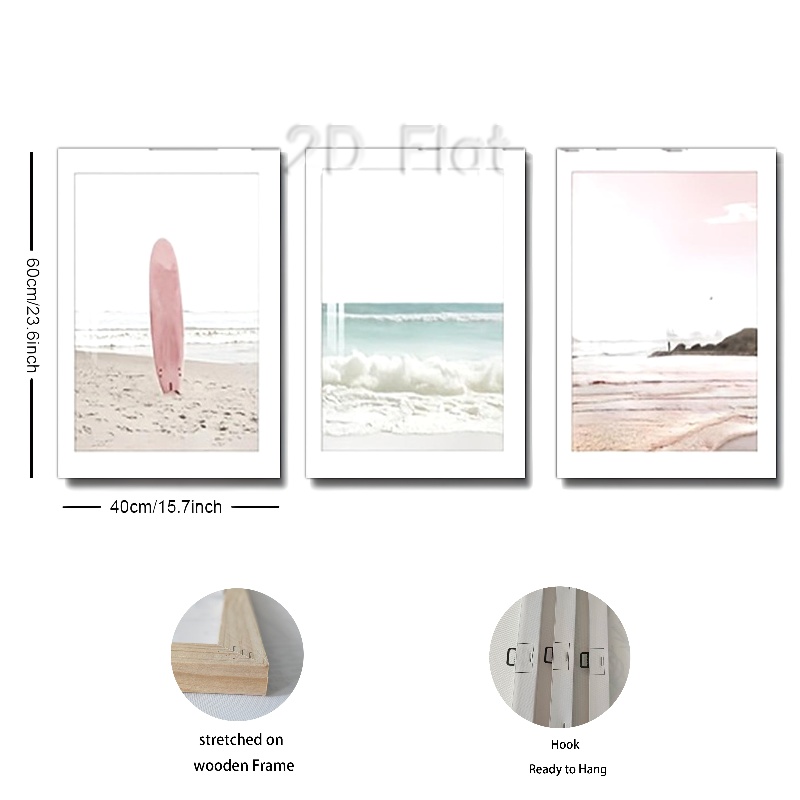 2D Flat
60cm/23.6inch
40cm/15.7inch
stretched on
wooden Frame
Hook
Ready to Hang